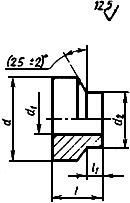 12,5
(25 ± 2)°
d
d₁
d₂
l₁
l